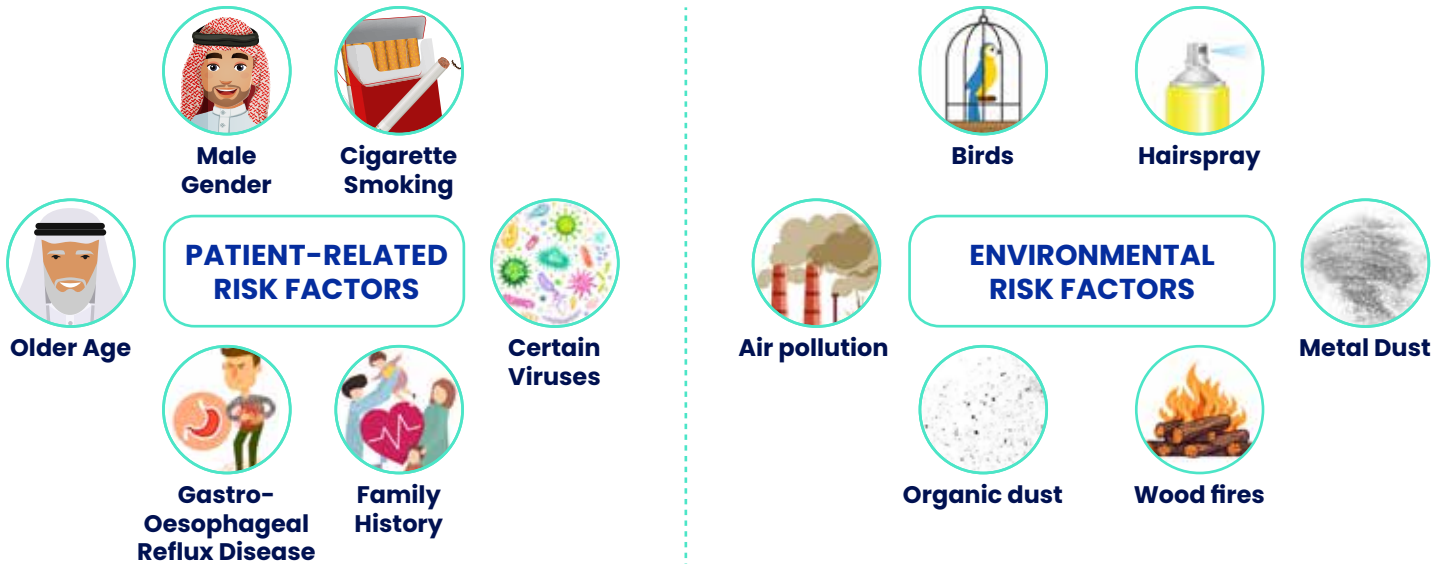 Male
Gender
Cigarette
Smoking
PATIENT-RELATED
RISK FACTORS
Older Age
Certain
Viruses
Gastro-
Oesophageal
Reflux Disease
Family
History
Birds
Hairspray
ENVIRONMENTAL
RISK FACTORS
Air pollution
Metal Dust
Organic dust
Wood fires